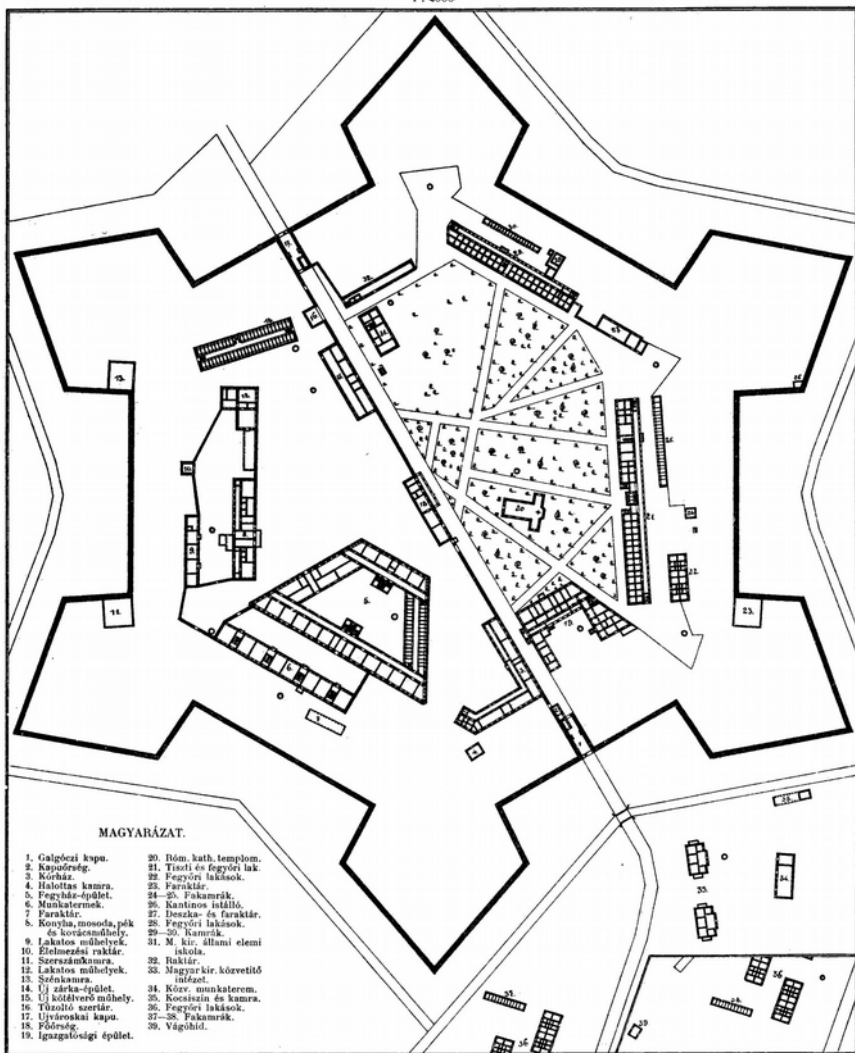 MAGYARÁZAT.
1. Galgóczi kapu.
2. Kapuőrség.
3. Kórház.
4. Halottas kamra.
5. Fegyház-épület.
6. Munkatermek.
7 Faraktár.
8. Konyha, mosoda, pék
és kovácsműhely.
9. Lakatos műhelyek.
10. Élelmezési raktár.
11. Szerszámkamra.
12. Lakatos műhelyek.
13. Szénkamra.
14. Új zárka-épület.
15. Új kötélverő műhely.
16 Tűzoltó szertár.
17. Ujvároskai kapu.
18. Főőrség.
19. Igazgatósági épület.
20. Róm. kath. templom.
21. Tiszti és fegyőri lak.
22. Fegyőri lakások.
23. Faraktár.
24—25. Fakamrák.
26. Kantinos istálló.
27. Deszka- és faraktár.
28. Fegyőri lakások.
29—30. Kamrák.
31. M. kir. állami elemi
iskola.
32. Raktár.
33. Magyar kir. közvetítő
intézet.
34. Közv. munkaterem.
35. Kocsiszin és kamra.
36. Fegyőri lakások.
37—38. Fakamrák.
39. Vágóhíd.